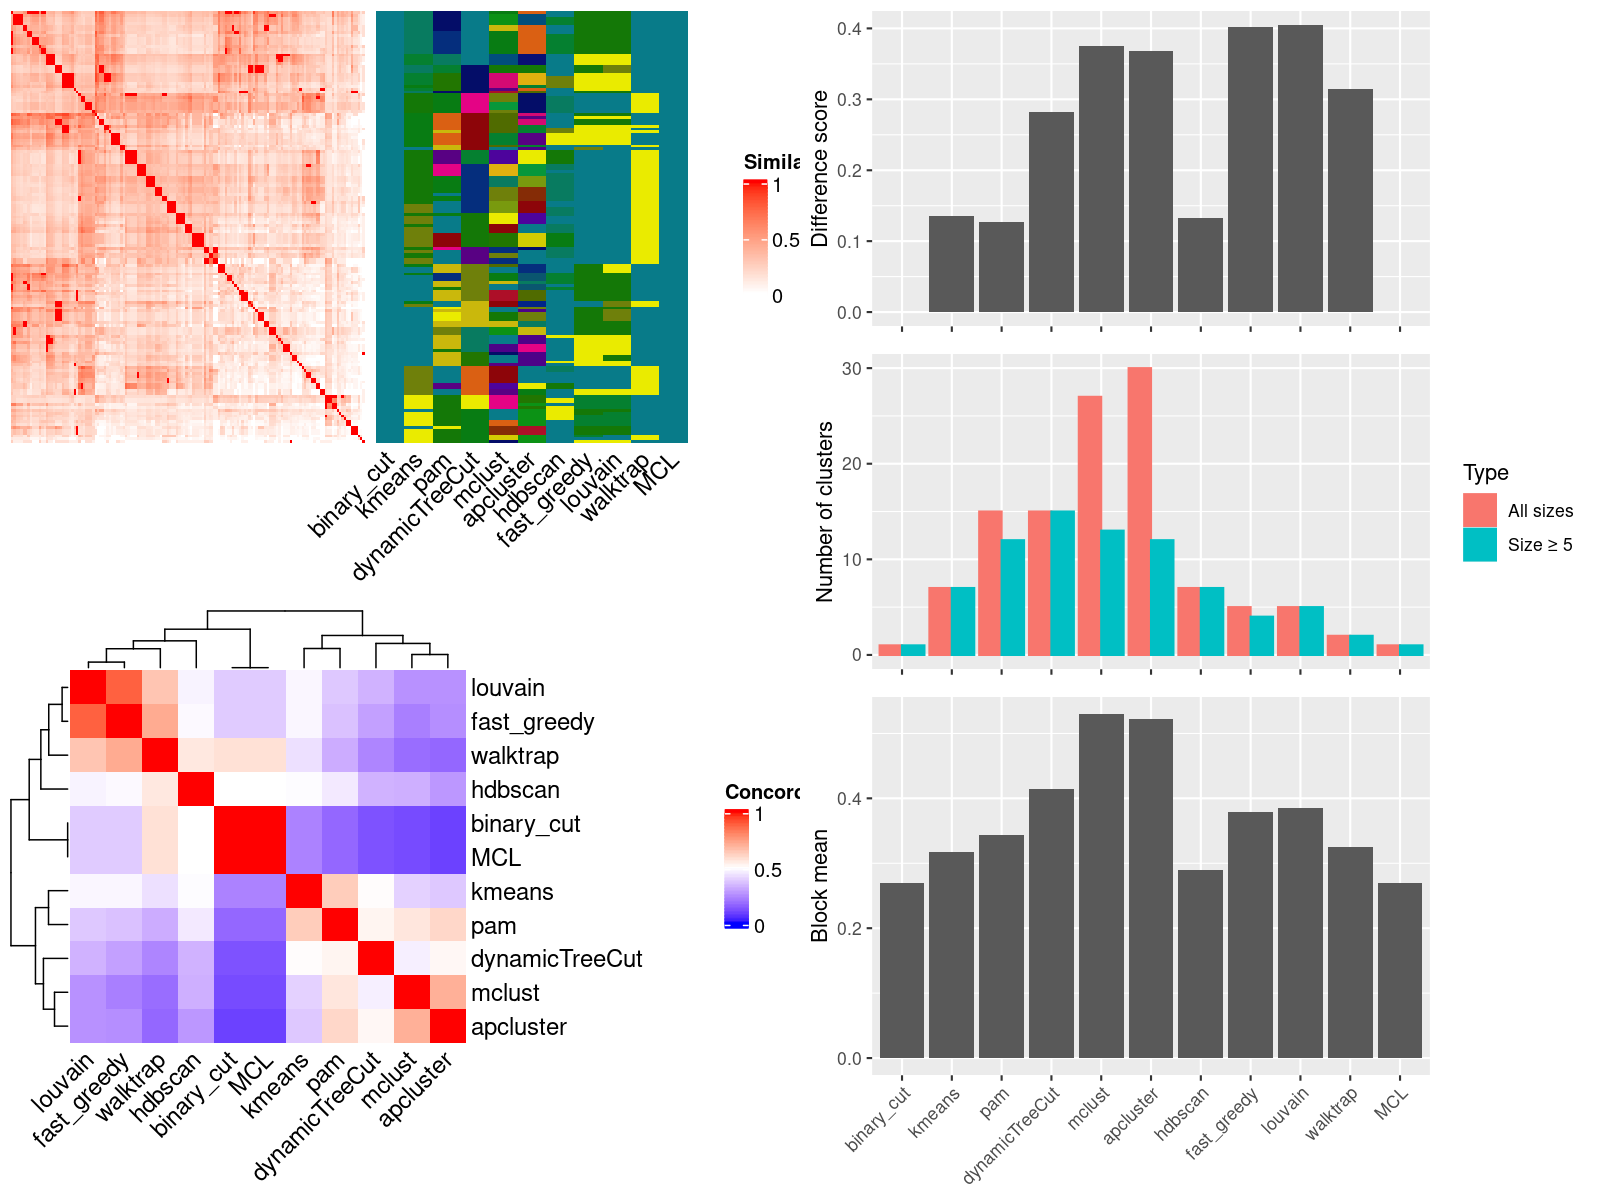 Simila
1
0.5
0
binary_cut
kmeans
pam
dynamicTreeCut
mclust
apcluster
hdbscan
fast_greedy
louvain
walktrap
MCL
louvain
fast_greedy
walktrap
hdbscan
binary_cut
MCL
kmeans
pam
dynamicTreeCut
mclust
apcluster
louvain
fast_greedy
walktrap
hdbscan
binary_cut
MCL
kmeans
pam
dynamicTreeCut
mclust
apcluster
Concord
1
0.5
0
Difference score
0.4
0.3
0.2
0.1
0.0
Number of clusters
30
20
10
0
Type
All sizes
Size ≥ 5
Block mean
0.4
0.2
0.0
binary_cut
kmeans
pam
dynamicTreeCut
mclust
apcluster
hdbscan
fast_greedy
louvain
walktrap
MCL